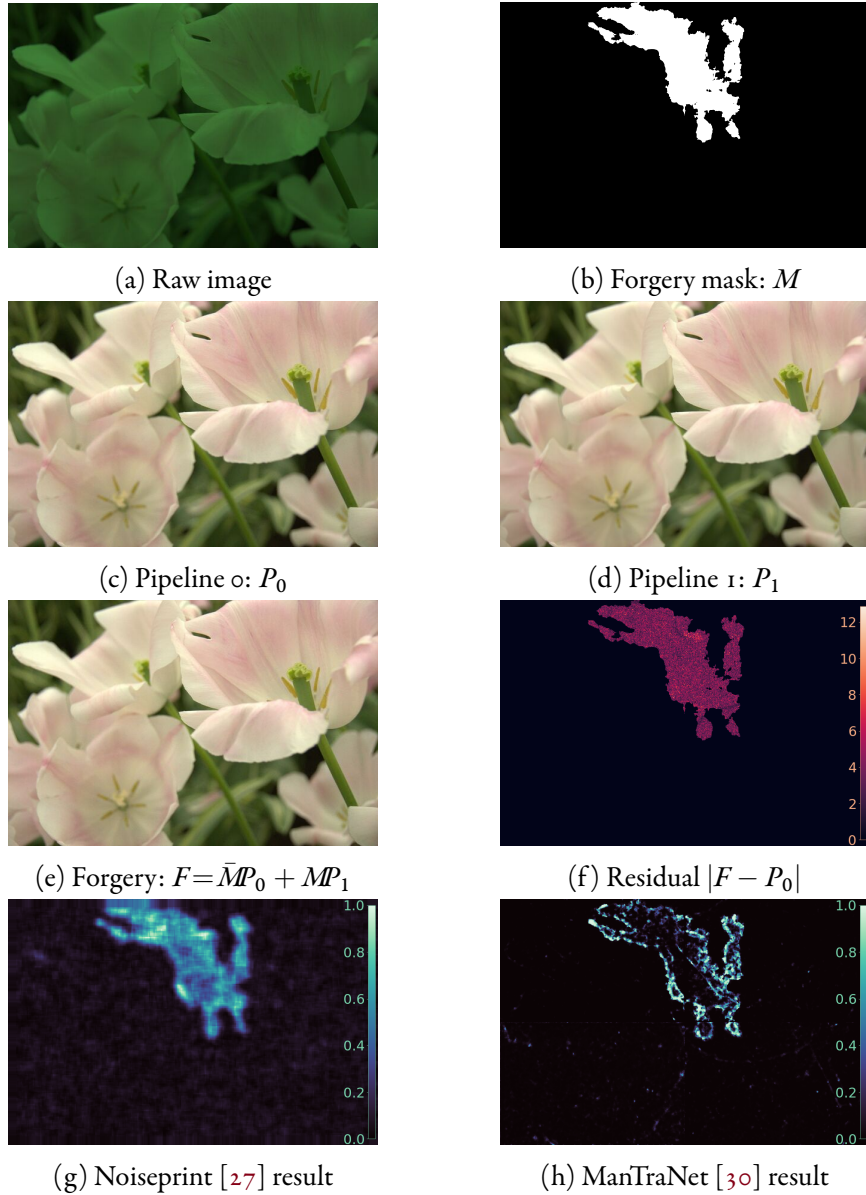 (a) Raw image
(b) Forgery mask: M
(c) Pipeline 0: P₀
(d) Pipeline 1: P₁
(e) Forgery: F=M̄P₀ + MP₁
12
10
8
6
4
2
0
(f) Residual |F − P₀|
1.0
0.8
0.6
0.4
0.2
0.0
(g) Noiseprint [27] result
1.0
0.8
0.6
0.4
0.2
0.0
(h) ManTraNet [30] result